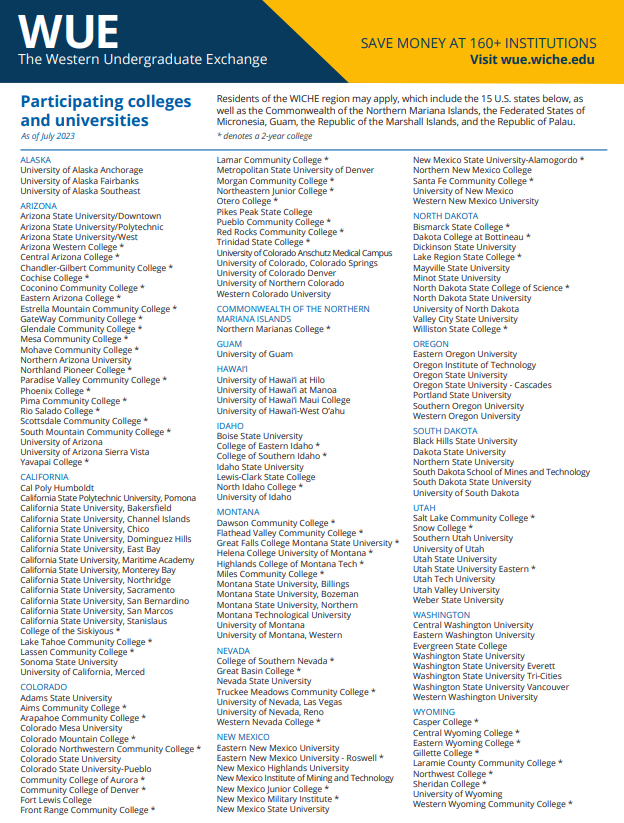 WUE
The Western Undergraduate Exchange
SAVE MONEY AT 160+ INSTITUTIONS
Visit wue.wiche.edu
Participating colleges
and universities
As of July 2023
Residents of the WICHE region may apply, which include the 15 U.S. states below, as
well as the Commonwealth of the Northern Mariana Islands, the Federated States of
Micronesia, Guam, the Republic of the Marshall Islands, and the Republic of Palau.
* denotes a 2-year college
ALASKA
University of Alaska Anchorage
University of Alaska Fairbanks
University of Alaska Southeast
ARIZONA
Arizona State University/Downtown
Arizona State University/Polytechnic
Arizona State University/West
Arizona Western College *
Central Arizona College *
Chandler-Gilbert Community College *
Cochise College *
Coconino Community College *
Eastern Arizona College *
Estrella Mountain Community College *
GateWay Community College *
Glendale Community College *
Mesa Community College *
Mohave Community College *
Northern Arizona University
Northland Pioneer College *
Paradise Valley Community College *
Phoenix College *
Pima Community College *
Rio Salado College *
Scottsdale Community College *
South Mountain Community College *
University of Arizona
University of Arizona Sierra Vista
Yavapai College *
CALIFORNIA
Cal Poly Humboldt
California State Polytechnic University, Pomona
California State University, Bakersfield
California State University, Channel Islands
California State University, Chico
California State University, Dominguez Hills
California State University, East Bay
California State University, Maritime Academy
California State University, Monterey Bay
California State University, Northridge
California State University, Sacramento
California State University, San Bernardino
California State University, San Marcos
California State University, Stanislaus
College of the Siskiyous *
Lake Tahoe Community College *
Lassen Community College *
Sonoma State University
University of California, Merced
COLORADO
Adams State University
Aims Community College *
Arapahoe Community College *
Colorado Mesa University
Colorado Mountain College *
Colorado Northwestern Community College *
Colorado State University
Colorado State University-Pueblo
Community College of Aurora *
Community College of Denver *
Fort Lewis College
Front Range Community College *
Lamar Community College *
Metropolitan State University of Denver
Morgan Community College *
Northeastern Junior College *
Otero College *
Pikes Peak State College
Pueblo Community College *
Red Rocks Community College *
Trinidad State College *
University of Colorado Anschutz Medical Campus
University of Colorado, Colorado Springs
University of Colorado Denver
University of Northern Colorado
Western Colorado University
COMMONWEALTH OF THE NORTHERN
MARIANA ISLANDS
Northern Marianas College *
GUAM
University of Guam
HAWAI'I
University of Hawai'i at Hilo
University of Hawai'i at Manoa
University of Hawai'i Maui College
University of Hawai'i-West O'ahu
IDAHO
Boise State University
College of Eastern Idaho *
College of Southern Idaho *
Idaho State University
Lewis-Clark State College
North Idaho College *
University of Idaho
MONTANA
Dawson Community College *
Flathead Valley Community College *
Great Falls College Montana State University *
Helena College University of Montana *
Highlands College of Montana Tech *
Miles Community College *
Montana State University, Billings
Montana State University, Bozeman
Montana State University, Northern
Montana Technological University
University of Montana
University of Montana, Western
NEVADA
College of Southern Nevada *
Great Basin College *
Nevada State University
Truckee Meadows Community College *
University of Nevada, Las Vegas
University of Nevada, Reno
Western Nevada College *
NEW MEXICO
Eastern New Mexico University
Eastern New Mexico University - Roswell *
New Mexico Highlands University
New Mexico Institute of Mining and Technology
New Mexico Junior College *
New Mexico Military Institute *
New Mexico State University
New Mexico State University-Alamogordo *
Northern New Mexico College
Santa Fe Community College *
University of New Mexico
Western New Mexico University
NORTH DAKOTA
Bismarck State College *
Dakota College at Bottineau *
Dickinson State University
Lake Region State College *
Mayville State University
Minot State University
North Dakota State College of Science *
North Dakota State University
University of North Dakota
Valley City State University
Williston State College *
OREGON
Eastern Oregon University
Oregon Institute of Technology
Oregon State University
Oregon State University - Cascades
Portland State University
Southern Oregon University
Western Oregon University
SOUTH DAKOTA
Black Hills State University
Dakota State University
Northern State University
South Dakota School of Mines and Technology
South Dakota State University
University of South Dakota
UTAH
Salt Lake Community College *
Snow College *
Southern Utah University
University of Utah
Utah State University
Utah State University Eastern *
Utah Tech University
Utah Valley University
Weber State University
WASHINGTON
Central Washington University
Eastern Washington University
Evergreen State College
Washington State University
Washington State University Everett
Washington State University Tri-Cities
Washington State University Vancouver
Western Washington University
WYOMING
Casper College *
Central Wyoming College *
Eastern Wyoming College *
Gillette College *
Laramie County Community College *
Northwest College *
Sheridan College *
University of Wyoming
Western Wyoming Community College *